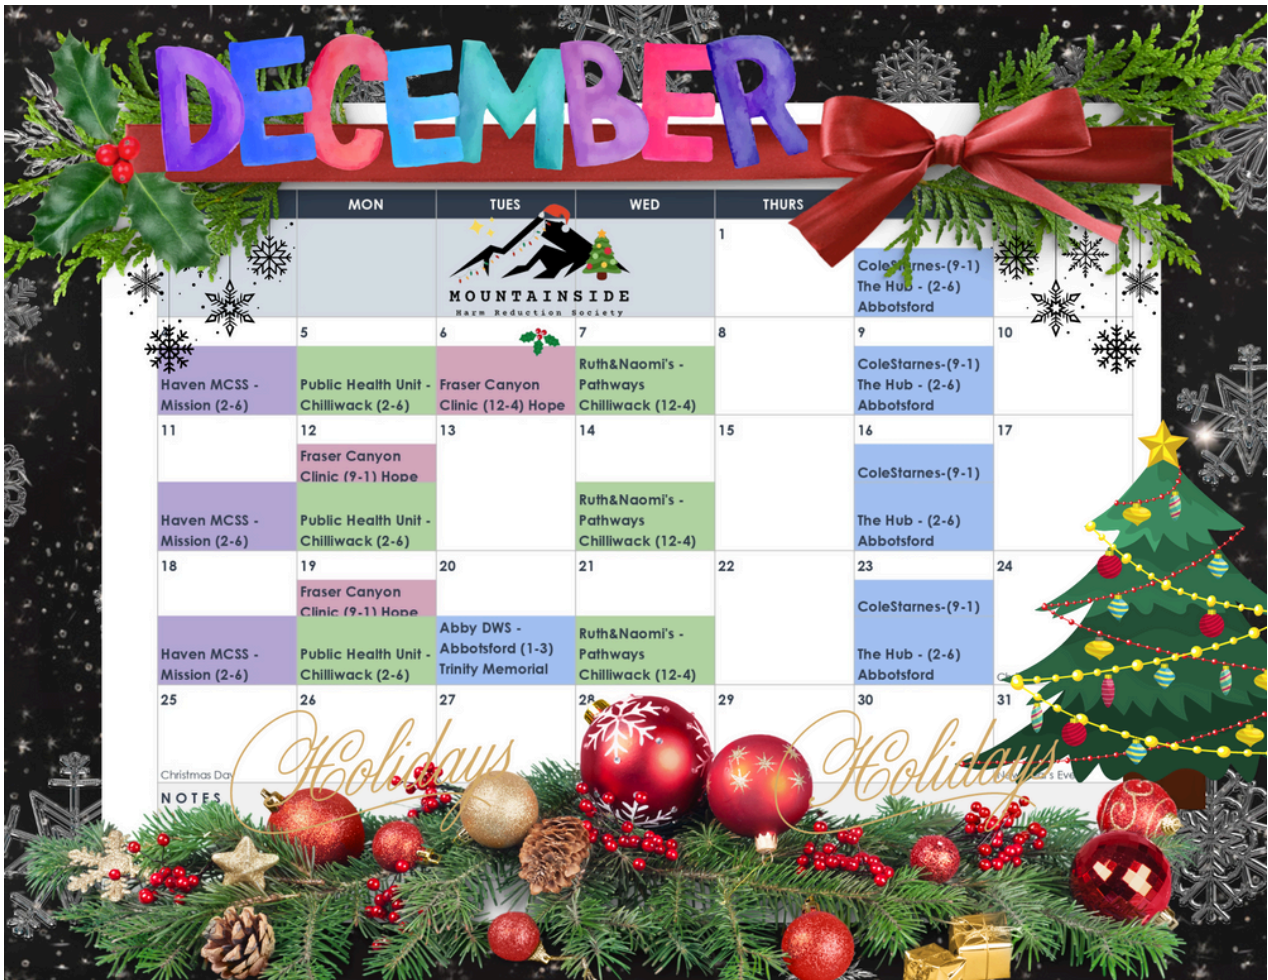 DECEMBER
MON TUES WED THURS
MOUNTAINSIDE
Harm Reduction Society
1
ColeStarnes-(9-1)
The Hub - (2-6)
Abbotsford
5 6 7 8 9 10
Haven MCSS -
Mission (2-6)
Public Health Unit -
Chilliwack (2-6)
Fraser Canyon
Clinic (12-4) Hope
Ruth&Naomi's -
Pathways
Chilliwack (12-4)
ColeStarnes-(9-1)
The Hub - (2-6)
Abbotsford
11 12 13 14 15 16 17
Haven MCSS -
Mission (2-6)
Fraser Canyon
Clinic (9-1) Hope
Public Health Unit -
Chilliwack (2-6)
Ruth&Naomi's -
Pathways
Chilliwack (12-4)
ColeStarnes-(9-1)
The Hub - (2-6)
Abbotsford
18 19 20 21 22 23 24
Haven MCSS -
Mission (2-6)
Fraser Canyon
Clinic (9-1) Hope
Public Health Unit -
Chilliwack (2-6)
Abby DWS -
Abbotsford (1-3)
Trinity Memorial
Ruth&Naomi's -
Pathways
Chilliwack (12-4)
ColeStarnes-(9-1)
The Hub - (2-6)
Abbotsford
25 26 27 28 29 30 31
Christmas Day
Holidays
Holidays
Eve
NOTES